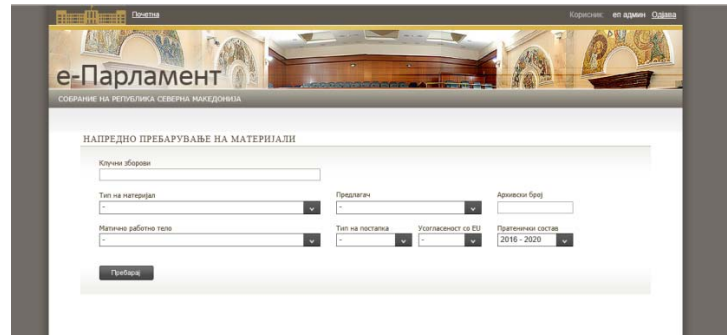 Почетна
Корисник: еп админ Одјава
е-Парламент
СОБРАНИЕ НА РЕПУБЛИКА СЕВЕРНА МАКЕДОНИЈА
НАПРЕДНО ПРЕБАРУВАЊЕ НА МАТЕРИЈАЛИ
Клучни зборови
Тип на материјал Предлагач Архивски број
- -
Матично работно тело Тип на постапка Усогласеност со EU Пратенички состав
- - - 2016 - 2020
Пребарај